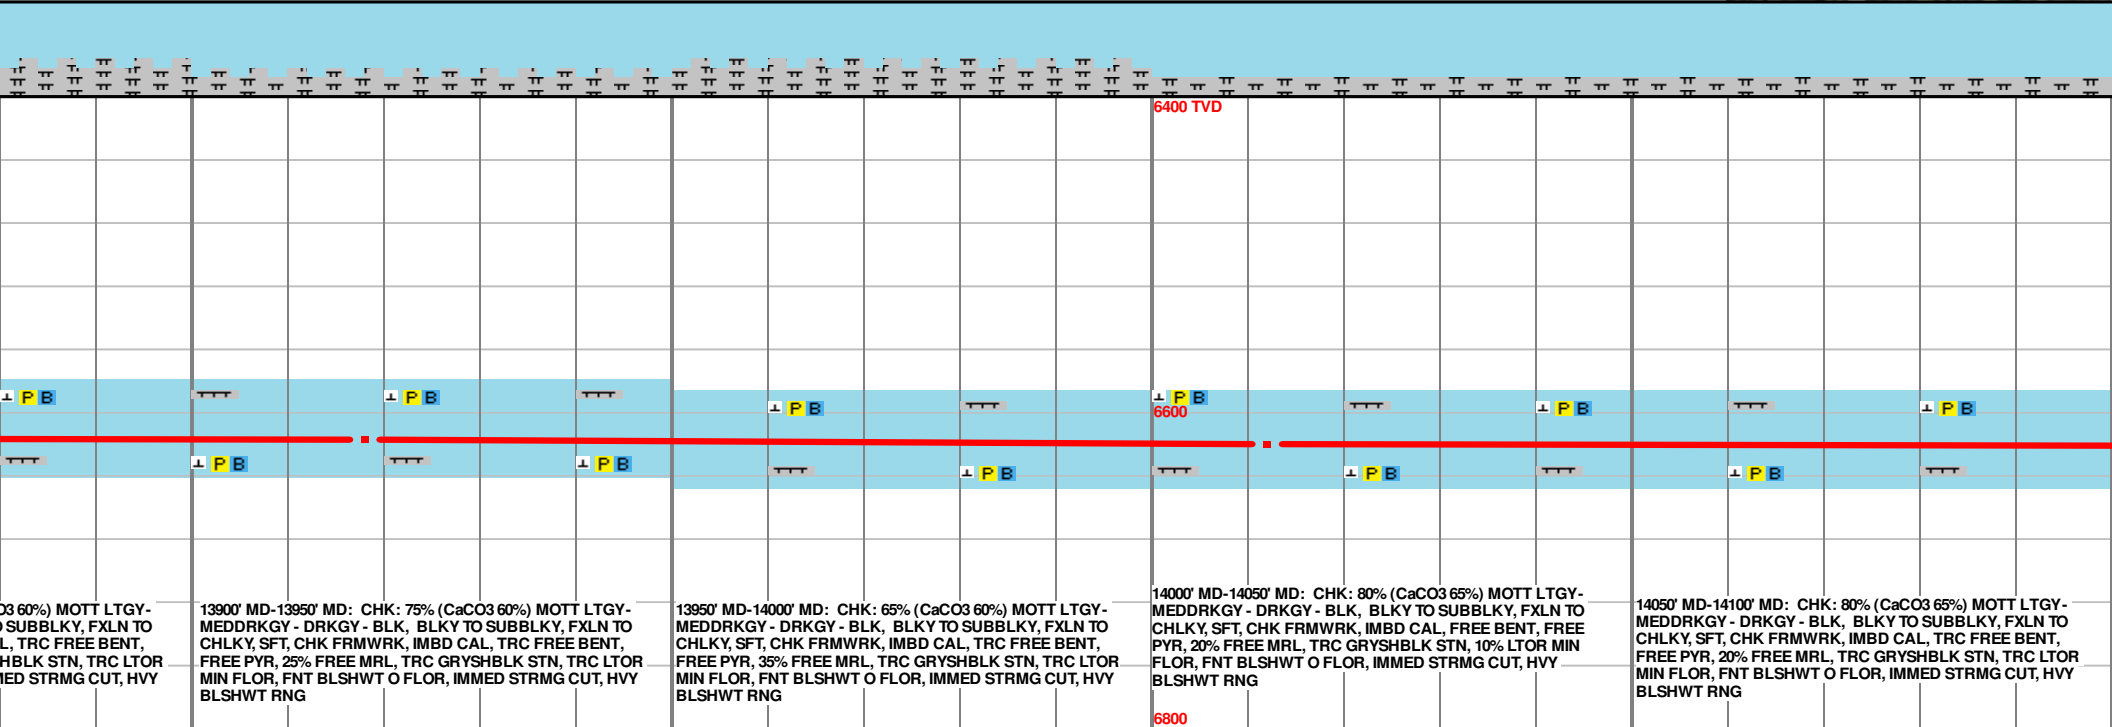 6400 TVD
⊥ P B
⊥ P B
⊥ P B
⊥ P B
6600
⊥ P B
⊥ P B
⊥ P B
⊥ P B
⊥ P B
⊥ P B
⊥ P B
O3 60%) MOTT LTGY-
O SUBBLKY, FXLN TO
L, TRC FREE BENT,
HBLK STN, TRC LTOR
MED STRMG CUT, HVY
13900' MD-13950' MD:  CHK: 75% (CaCO3 60%) MOTT LTGY-
MEDDRKGY - DRKGY - BLK,  BLKY TO SUBBLKY, FXLN TO
CHLKY, SFT, CHK FRMWRK, IMBD CAL, TRC FREE BENT,
FREE PYR, 25% FREE MRL, TRC GRYSHBLK STN, TRC LTOR
MIN FLOR, FNT BLSHWT O FLOR, IMMED STRMG CUT, HVY
BLSHWT RNG
13950' MD-14000' MD:  CHK: 65% (CaCO3 60%) MOTT LTGY-
MEDDRKGY - DRKGY - BLK,  BLKY TO SUBBLKY, FXLN TO
CHLKY, SFT, CHK FRMWRK, IMBD CAL, TRC FREE BENT,
FREE PYR, 35% FREE MRL, TRC GRYSHBLK STN, TRC LTOR
MIN FLOR, FNT BLSHWT O FLOR, IMMED STRMG CUT, HVY
BLSHWT RNG
14000' MD-14050' MD:  CHK: 80% (CaCO3 65%) MOTT LTGY-
MEDDRKGY - DRKGY - BLK,  BLKY TO SUBBLKY, FXLN TO
CHLKY, SFT, CHK FRMWRK, IMBD CAL, FREE BENT, FREE
PYR, 20% FREE MRL, TRC GRYSHBLK STN, 10% LTOR MIN
FLOR, FNT BLSHWT O FLOR, IMMED STRMG CUT, HVY
BLSHWT RNG
14050' MD-14100' MD:  CHK: 80% (CaCO3 65%) MOTT LTGY-
MEDDRKGY - DRKGY - BLK,  BLKY TO SUBBLKY, FXLN TO
CHLKY, SFT, CHK FRMWRK, IMBD CAL, TRC FREE BENT,
FREE PYR, 20% FREE MRL, TRC GRYSHBLK STN, TRC LTOR
MIN FLOR, FNT BLSHWT O FLOR, IMMED STRMG CUT, HVY
BLSHWT RNG
6800